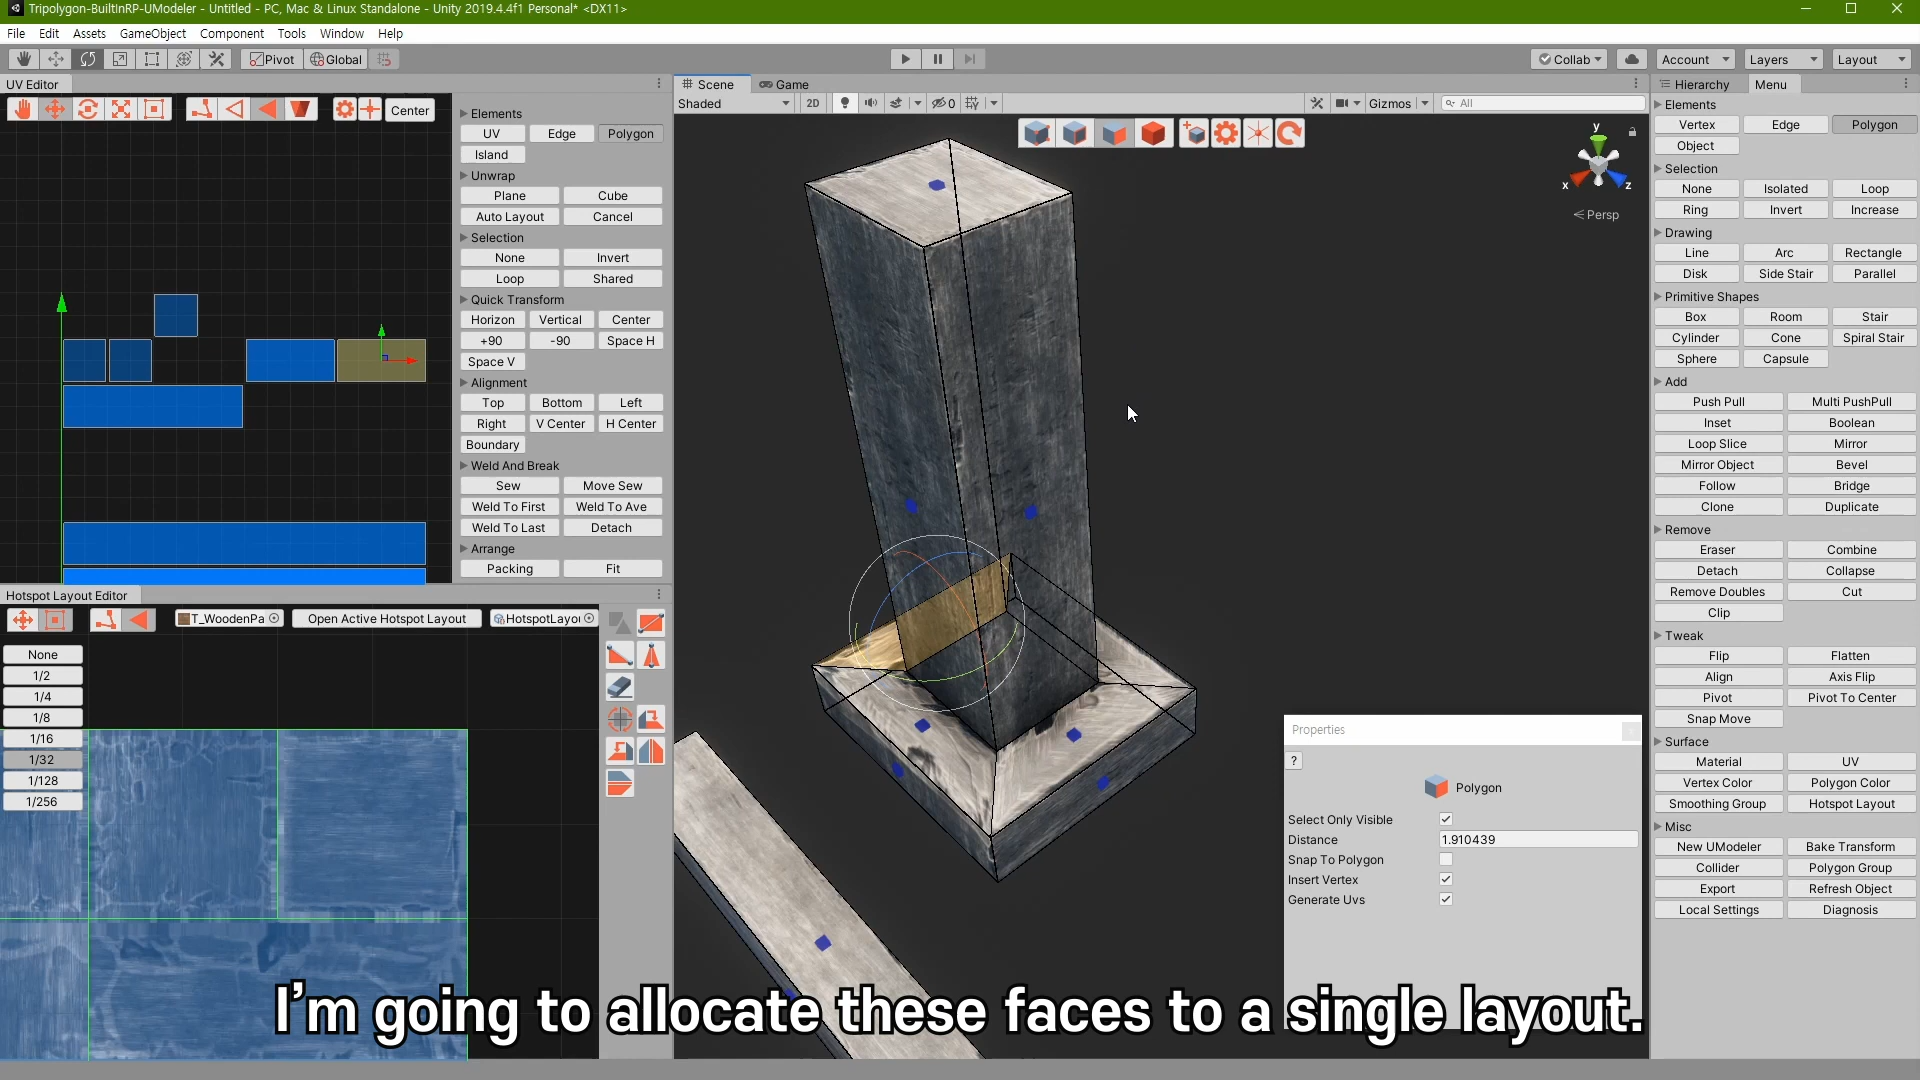 Tripolygon-BuiltInRP-UModeler - Untitled - PC, Mac & Linux Standalone - Unity 2019.4.4f1 Personal* <DX11>
File Edit Assets GameObject Component Tools Window Help
Pivot Global Collab Account Layers Layout
UV Editor
Center
Elements
UV Edge Polygon
Island
Unwrap
Plane Cube
Auto Layout Cancel
Selection
None Invert
Loop Shared
Quick Transform
Horizon Vertical Center
+90 -90 Space H
Space V
Alignment
Top Bottom Left
Right V Center H Center
Boundary
Weld And Break
Sew Move Sew
Weld To First Weld To Ave
Weld To Last Detach
Arrange
Packing Fit
Hotspot Layout Editor
T_WoodenPa Open Active Hotspot Layout HotspotLayou
None
1/2
1/4
1/8
1/16
1/32
1/128
1/256
Scene Game
Shaded 2D 0 Gizmos All
y
x z
Persp
Properties
?
Polygon
Select Only Visible
Distance 1.910439
Snap To Polygon
Insert Vertex
Generate Uvs
Hierarchy Menu
Elements
Vertex Edge Polygon
Object
Selection
None Isolated Loop
Ring Invert Increase
Drawing
Line Arc Rectangle
Disk Side Stair Parallel
Primitive Shapes
Box Room Stair
Cylinder Cone Spiral Stair
Sphere Capsule
Add
Push Pull Multi PushPull
Inset Boolean
Loop Slice Mirror
Mirror Object Bevel
Follow Bridge
Clone Duplicate
Remove
Eraser Combine
Detach Collapse
Remove Doubles Cut
Clip
Tweak
Flip Flatten
Align Axis Flip
Pivot Pivot To Center
Snap Move
Surface
Material UV
Vertex Color Polygon Color
Smoothing Group Hotspot Layout
Misc
New UModeler Bake Transform
Collider Polygon Group
Export Refresh Object
Local Settings Diagnosis
I'm going to allocate these faces to a single layout.